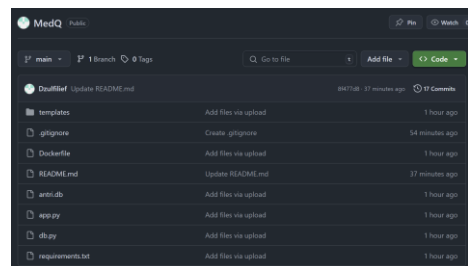 MedQ Public
Pin Watch
main 1 Branch 0 Tags Go to file t Add file Code
Dzulfilief Update README.md 8f477d8 · 37 minutes ago 17 Commits
templates Add files via upload 1 hour ago
.gitignore Create .gitignore 54 minutes ago
Dockerfile Add files via upload 1 hour ago
README.md Update README.md 37 minutes ago
antri.db Add files via upload 1 hour ago
app.py Add files via upload 1 hour ago
db.py Add files via upload 1 hour ago
requirements.txt Add files via upload 1 hour ago